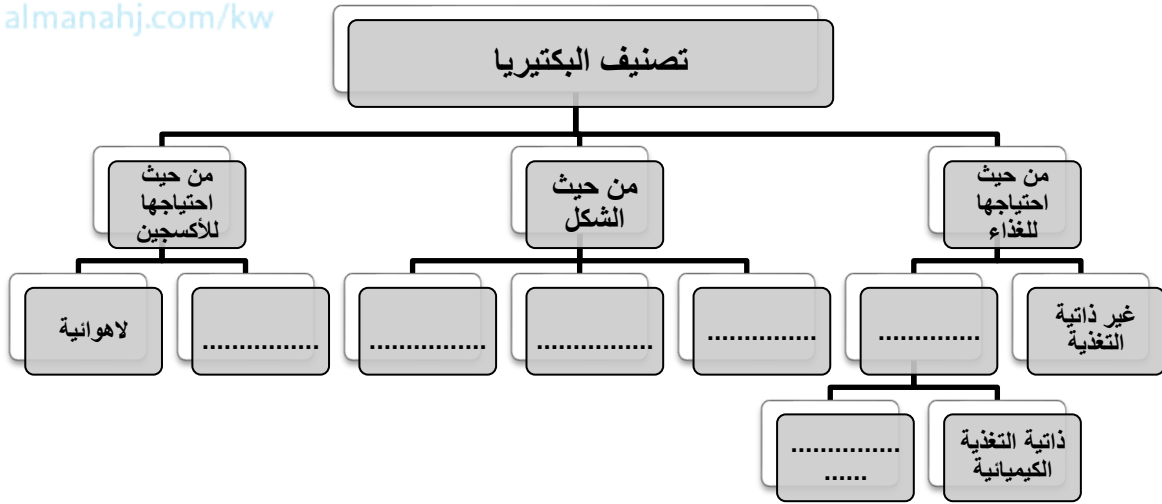 almanahj.com/kw
تصنيف البكتيريا
من حيث
احتياجها
للغذاء
من حيث
الشكل
من حيث
احتياجها
للأكسجين
غير ذاتية
التغذية
..............
...............
................
................
................
لاهوائية
ذاتية التغذية
الكيميائية
...............
......